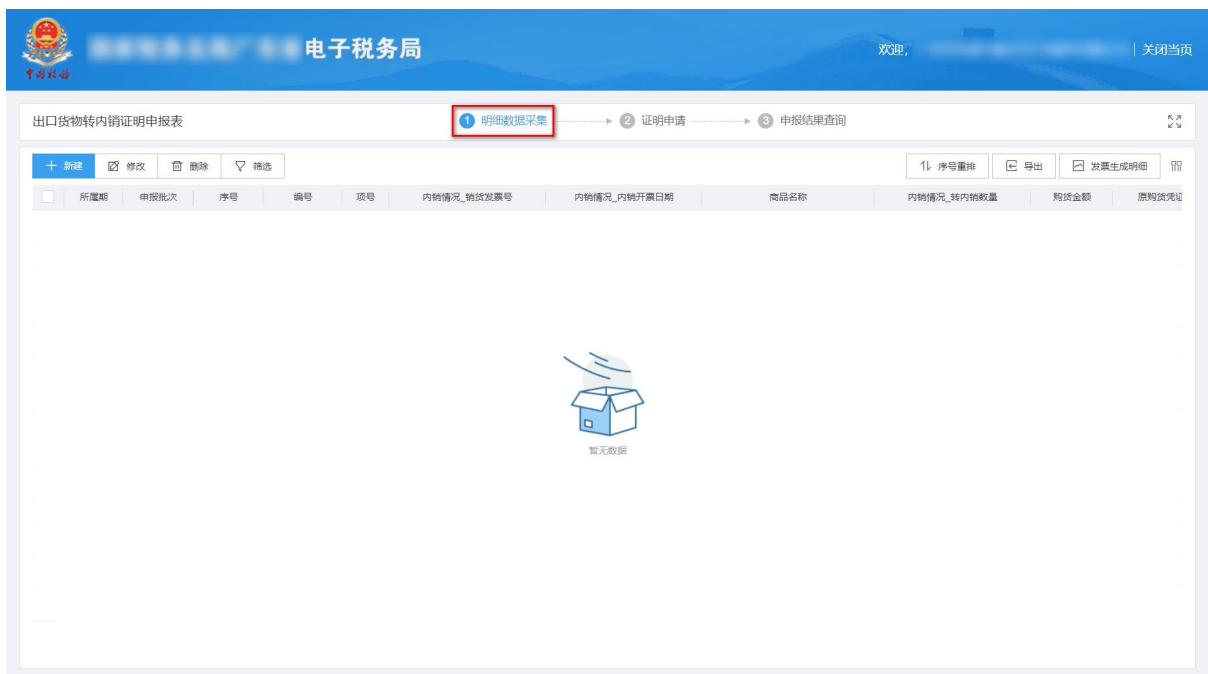 中国税务
电子税务局
欢迎, | 关闭当页
出口货物转内销证明申报表
1 明细数据采集 2 证明申请 3 申报结果查询
新建 修改 删除 筛选 序号重排 导出 发票生成明细
所属期 申报批次 序号 编号 项号 内销情况_销货发票号 内销情况_内销开票日期 商品名称 内销情况_转内销数量 购货金额 原购货凭证
暂无数据